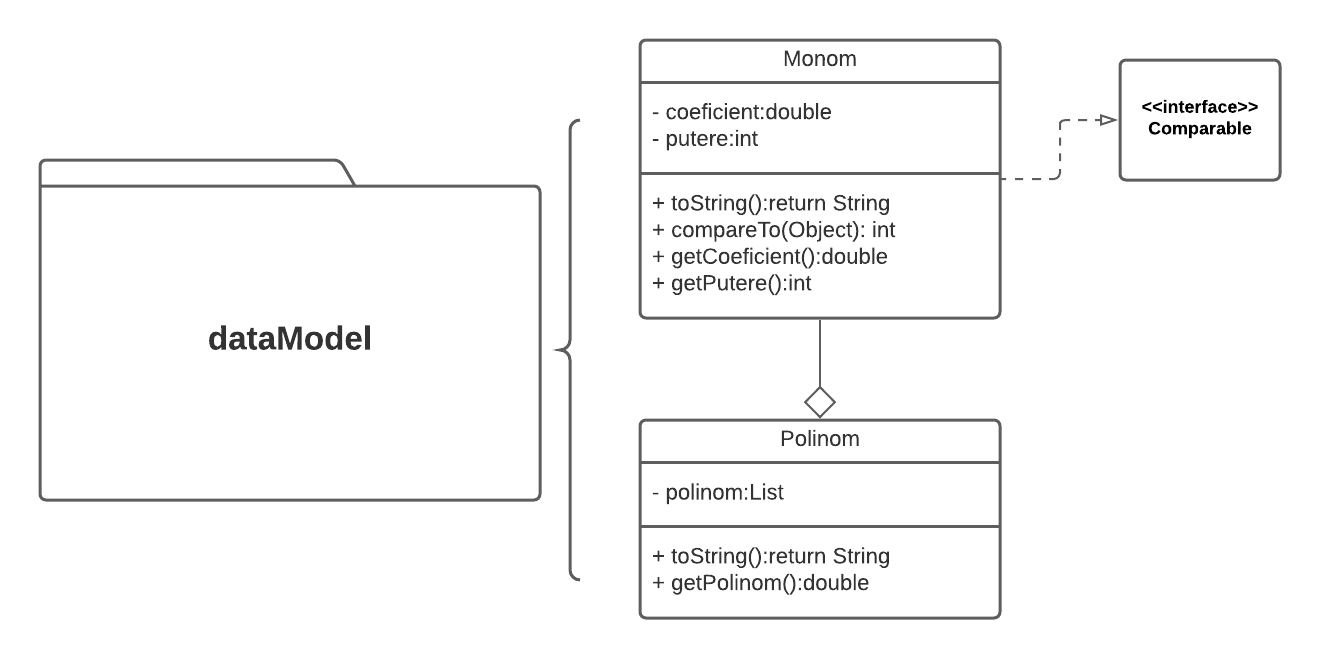 dataModel
Monom
- coeficient:double
- putere:int
+ toString():return String
+ compareTo(Object): int
+ getCoeficient():double
+ getPutere():int
<<interface>>
Comparable
Polinom
- polinom:List
+ toString():return String
+ getPolinom():double